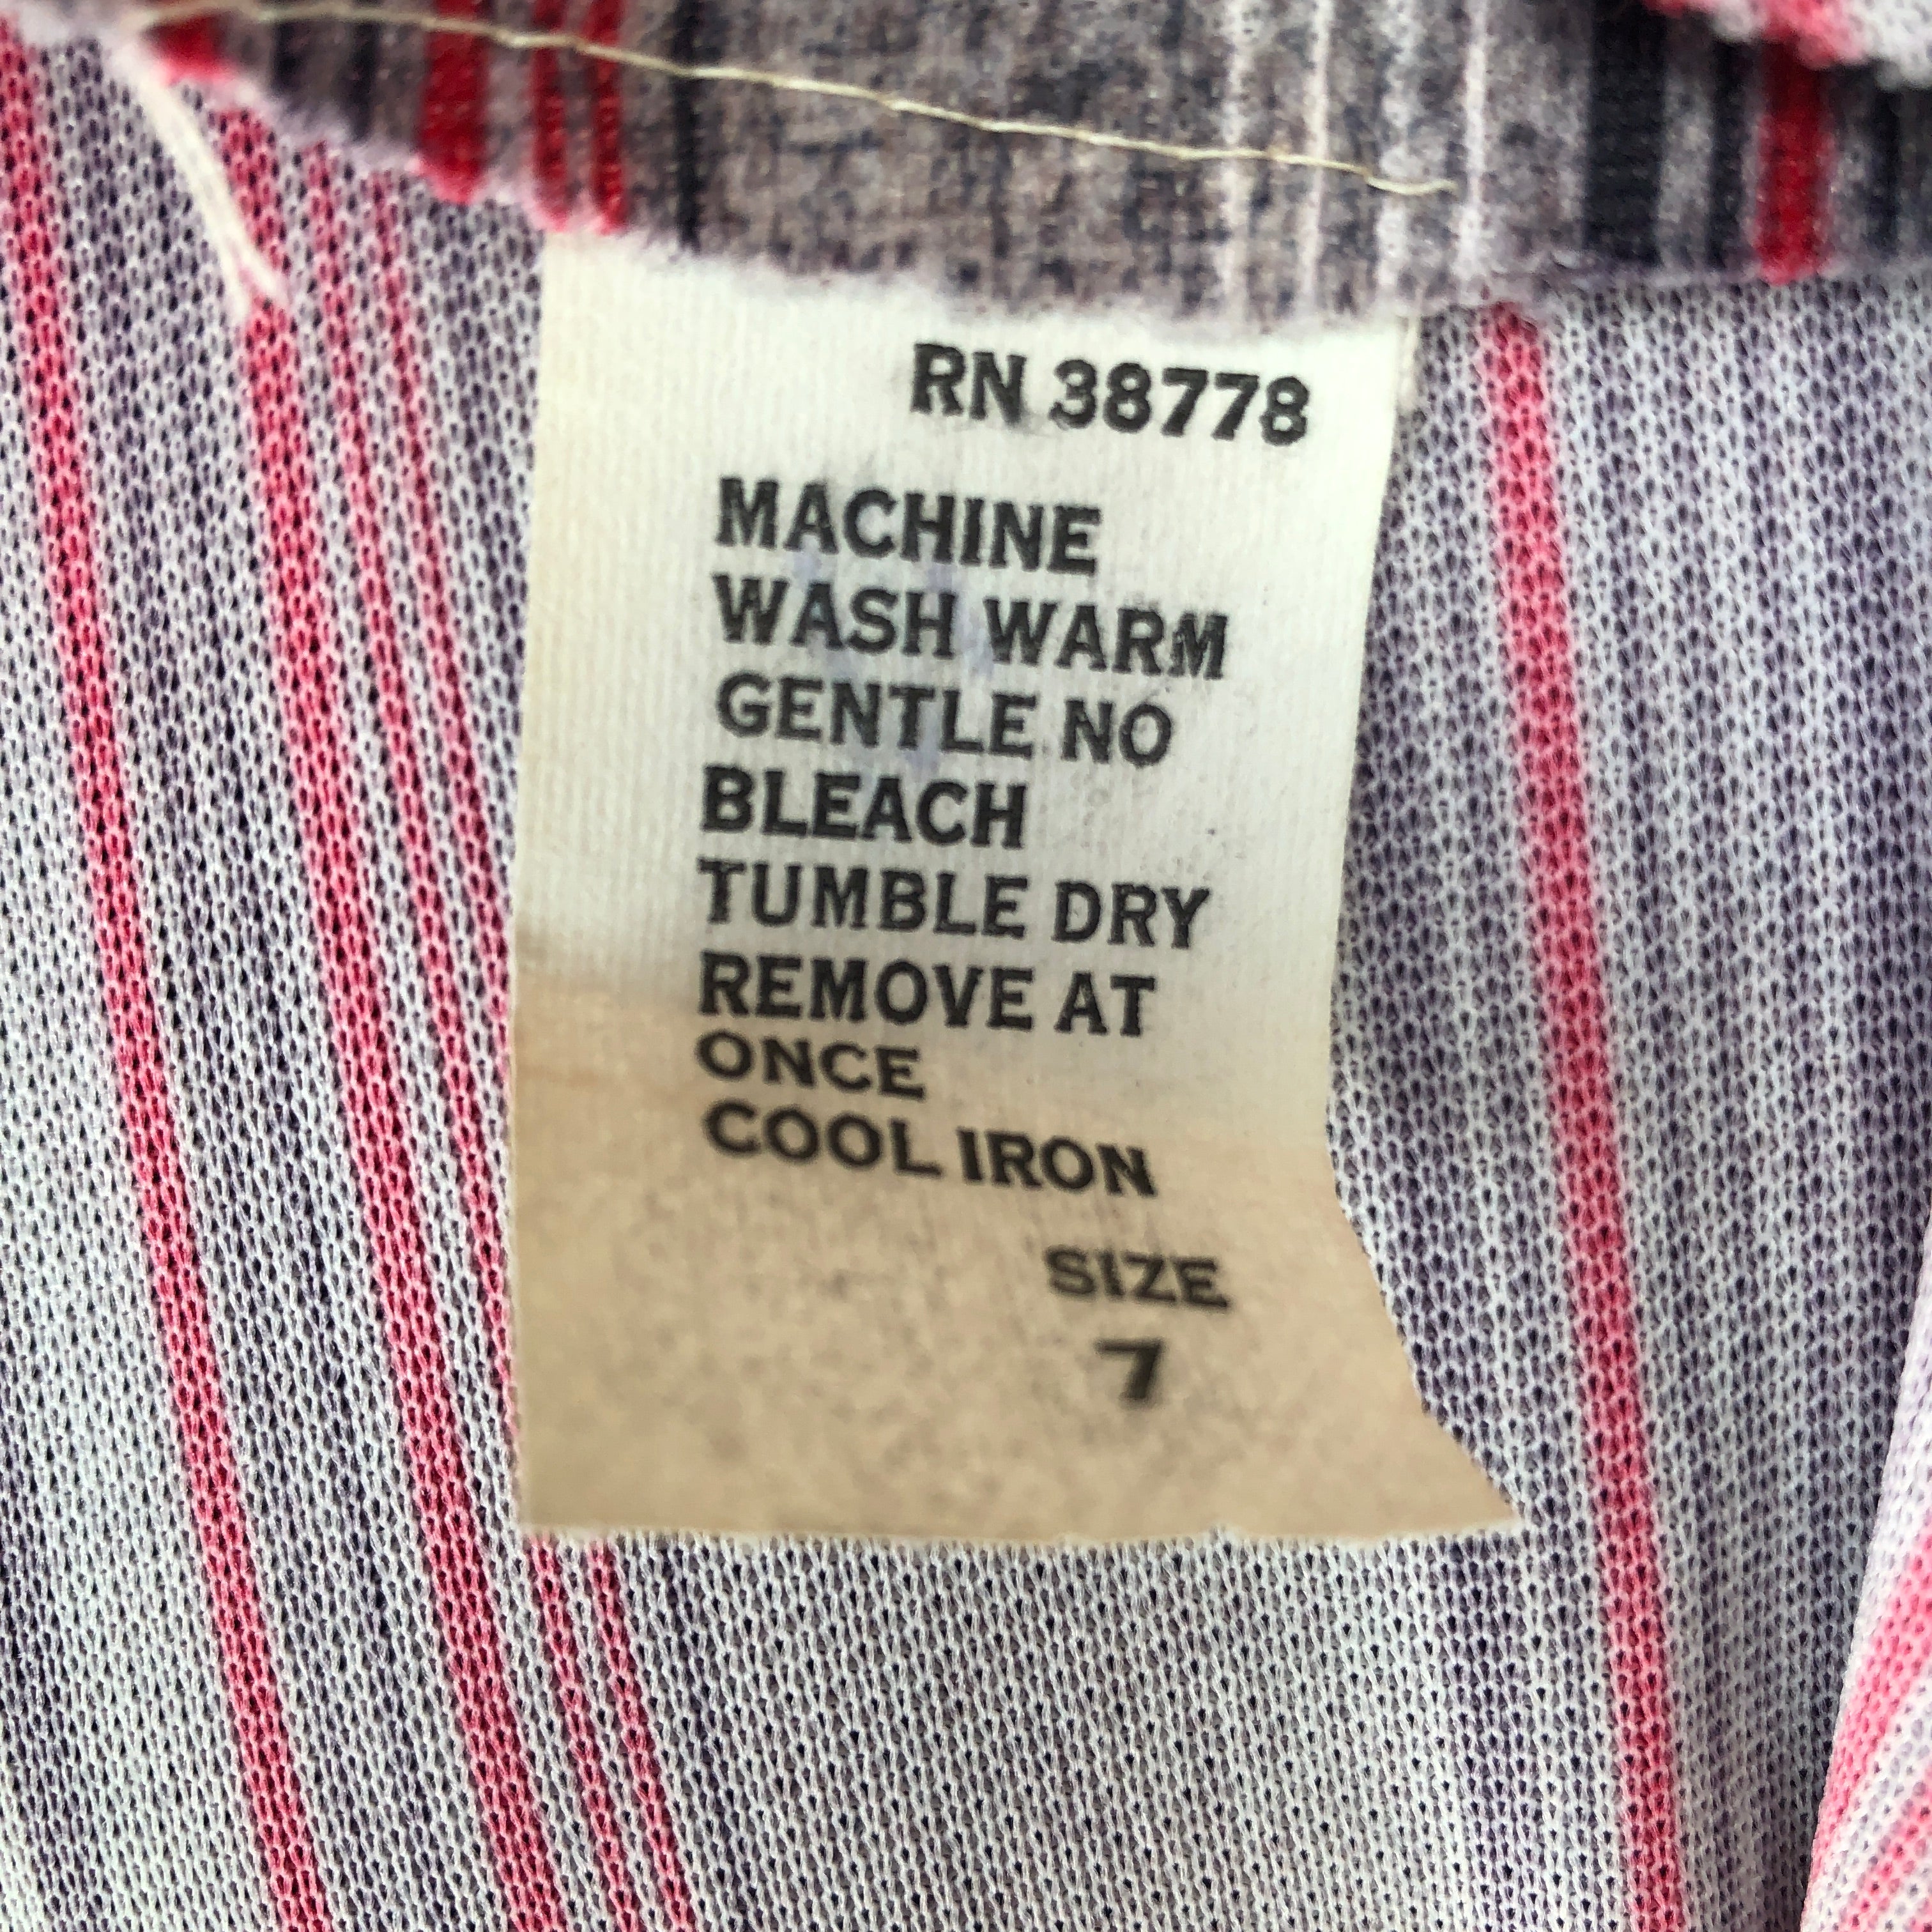 RN 38778
MACHINE
WASH WARM
GENTLE NO
BLEACH
TUMBLE DRY
REMOVE AT
ONCE
COOL IRON
SIZE
7